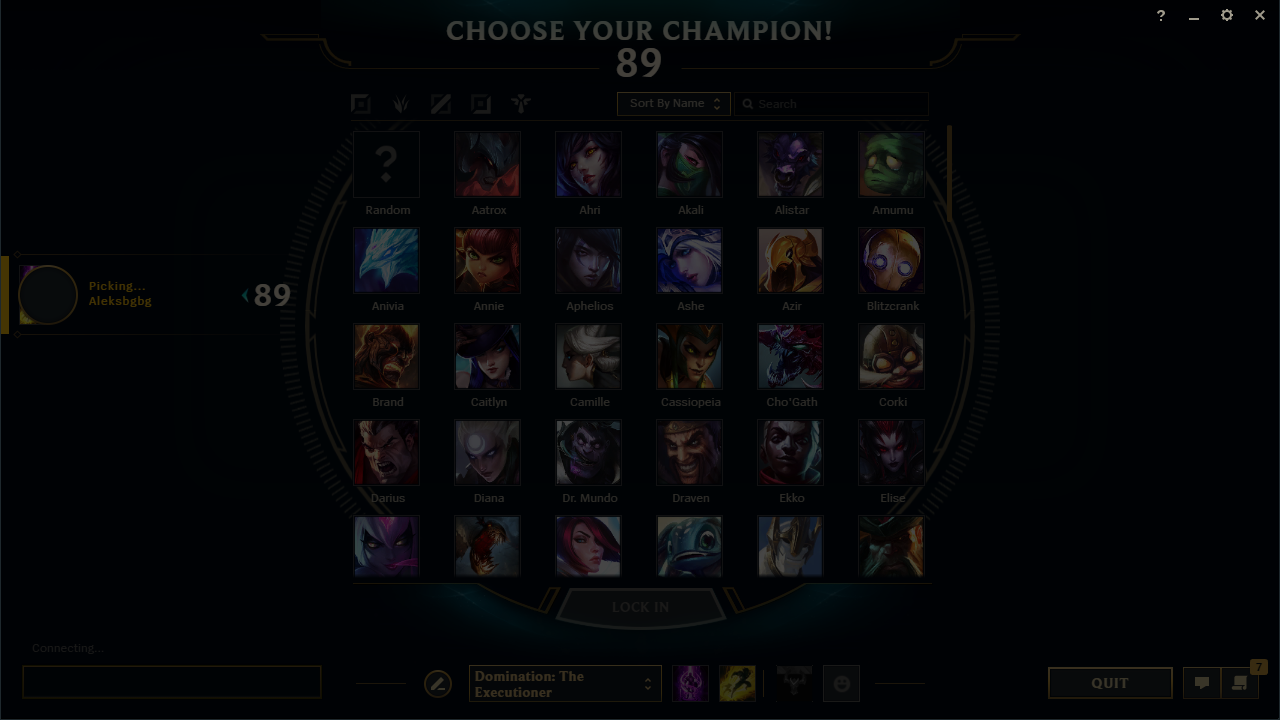 CHOOSE YOUR CHAMPION!
89
Sort By Name
Search
Random
Aatrox
Ahri
Akali
Alistar
Amumu
Anivia
Annie
Aphelios
Ashe
Azir
Blitzcrank
Picking...
Aleksbgbg
89
Brand
Caitlyn
Camille
Cassiopeia
Cho'Gath
Corki
Darius
Diana
Dr. Mundo
Draven
Ekko
Elise
LOCK IN
Connecting...
Domination: The
Executioner
QUIT
7